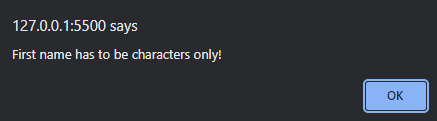 127.0.0.1:5500 says
First name has to be characters only!
OK